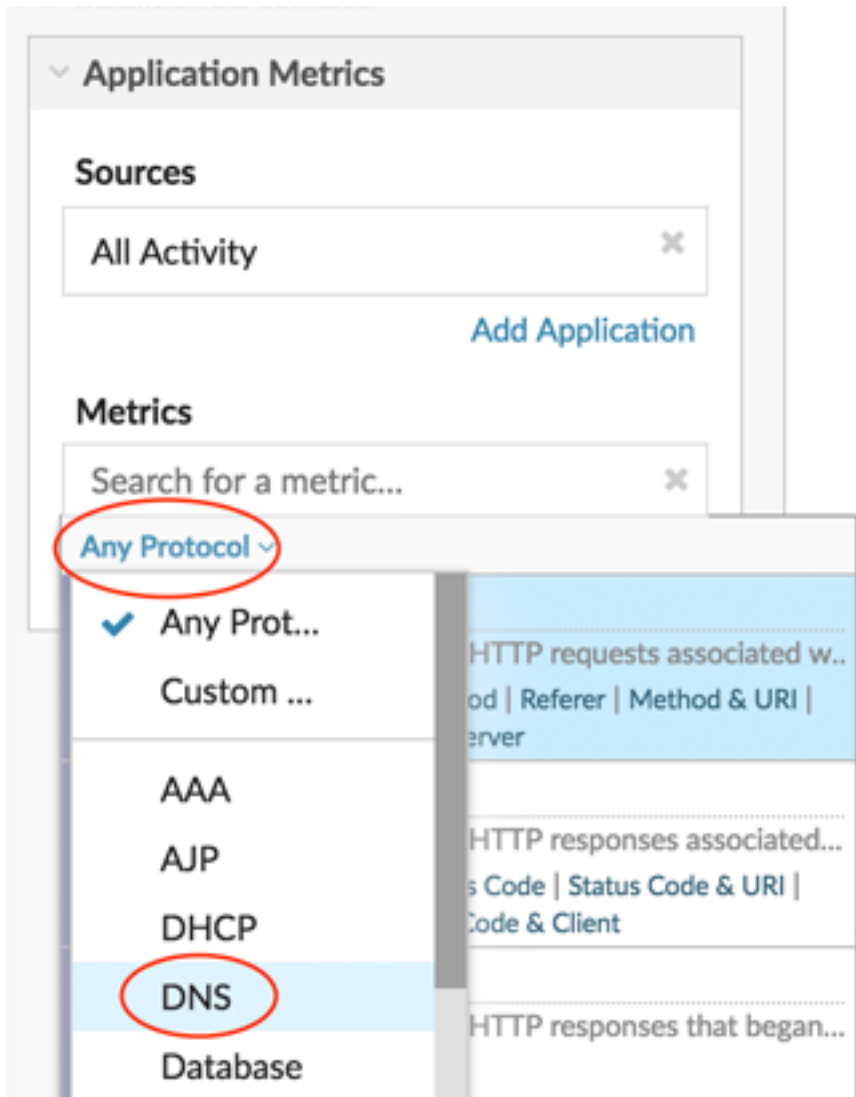 Application Metrics
Sources
All Activity
Add Application
Metrics
Search for a metric...
Any Protocol
Any Prot...
Custom ...
HTTP requests associated w..
od | Referer | Method & URI |
erver
AAA
AJP
HTTP responses associated...
s Code | Status Code & URI |
Code & Client
DHCP
DNS
HTTP responses that began...
Database